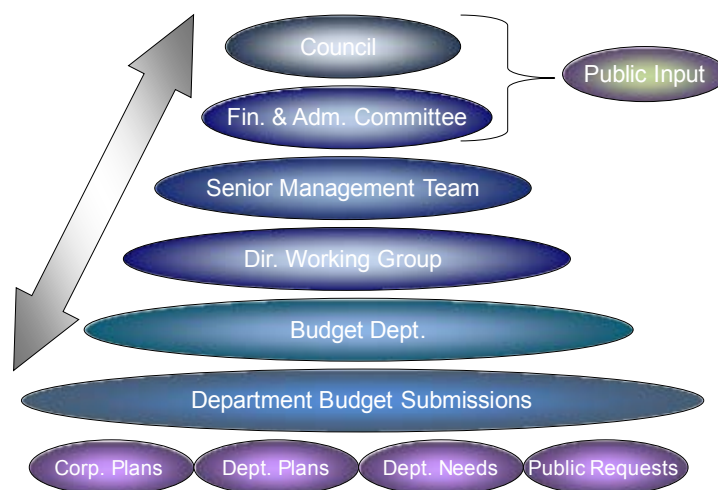 Council
Public Input
Fin. & Adm. Committee
Senior Management Team
Dir. Working Group
Budget Dept.
Department Budget Submissions
Corp. Plans
Dept. Plans
Dept. Needs
Public Requests